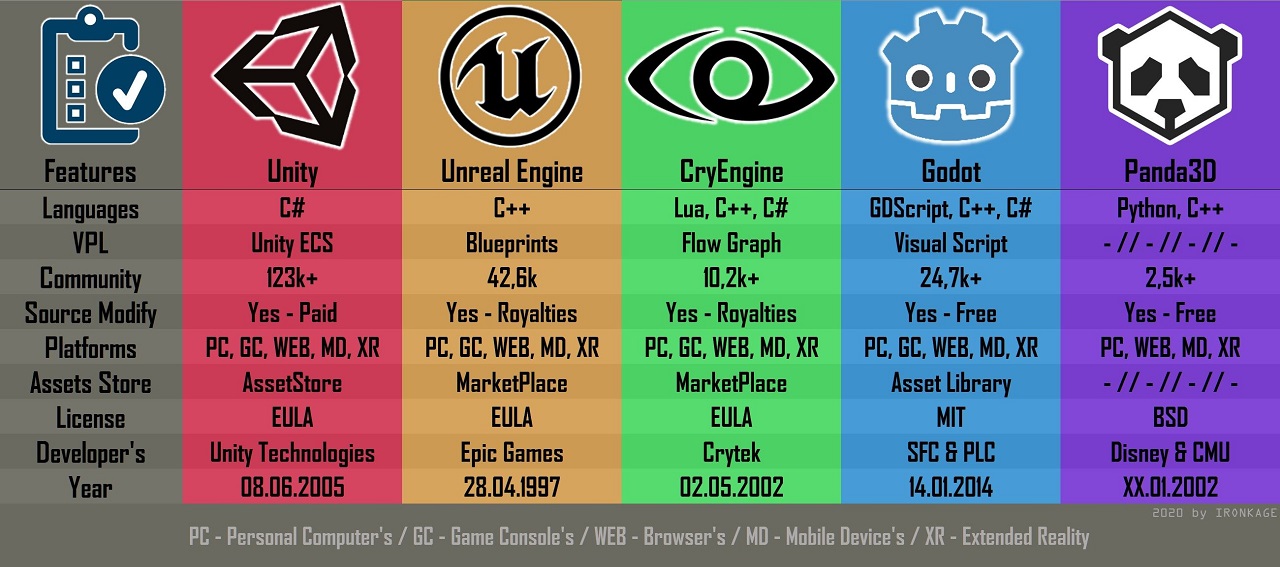 Features Unity Unreal Engine CryEngine Godot Panda3D
Languages C# C++ Lua, C++, C# GDScript, C++, C# Python, C++
VPL Unity ECS Blueprints Flow Graph Visual Script - // - // - // -
Community 123k+ 42,6k 10,2k+ 24,7k+ 2,5k+
Source Modify Yes - Paid Yes - Royalties Yes - Royalties Yes - Free Yes - Free
Platforms PC, GC, WEB, MD, XR PC, GC, WEB, MD, XR PC, GC, WEB, MD, XR PC, GC, WEB, MD, XR PC, WEB, MD, XR
Assets Store AssetStore MarketPlace MarketPlace Asset Library - // - // - // -
License EULA EULA EULA MIT BSD
Developer's Unity Technologies Epic Games Crytek SFC & PLC Disney & CMU
Year 08.06.2005 28.04.1997 02.05.2002 14.01.2014 XX.01.2002
2020 by IRONKAGE
PC - Personal Computer's / GC - Game Console's / WEB - Browser's / MD - Mobile Device's / XR - Extended Reality